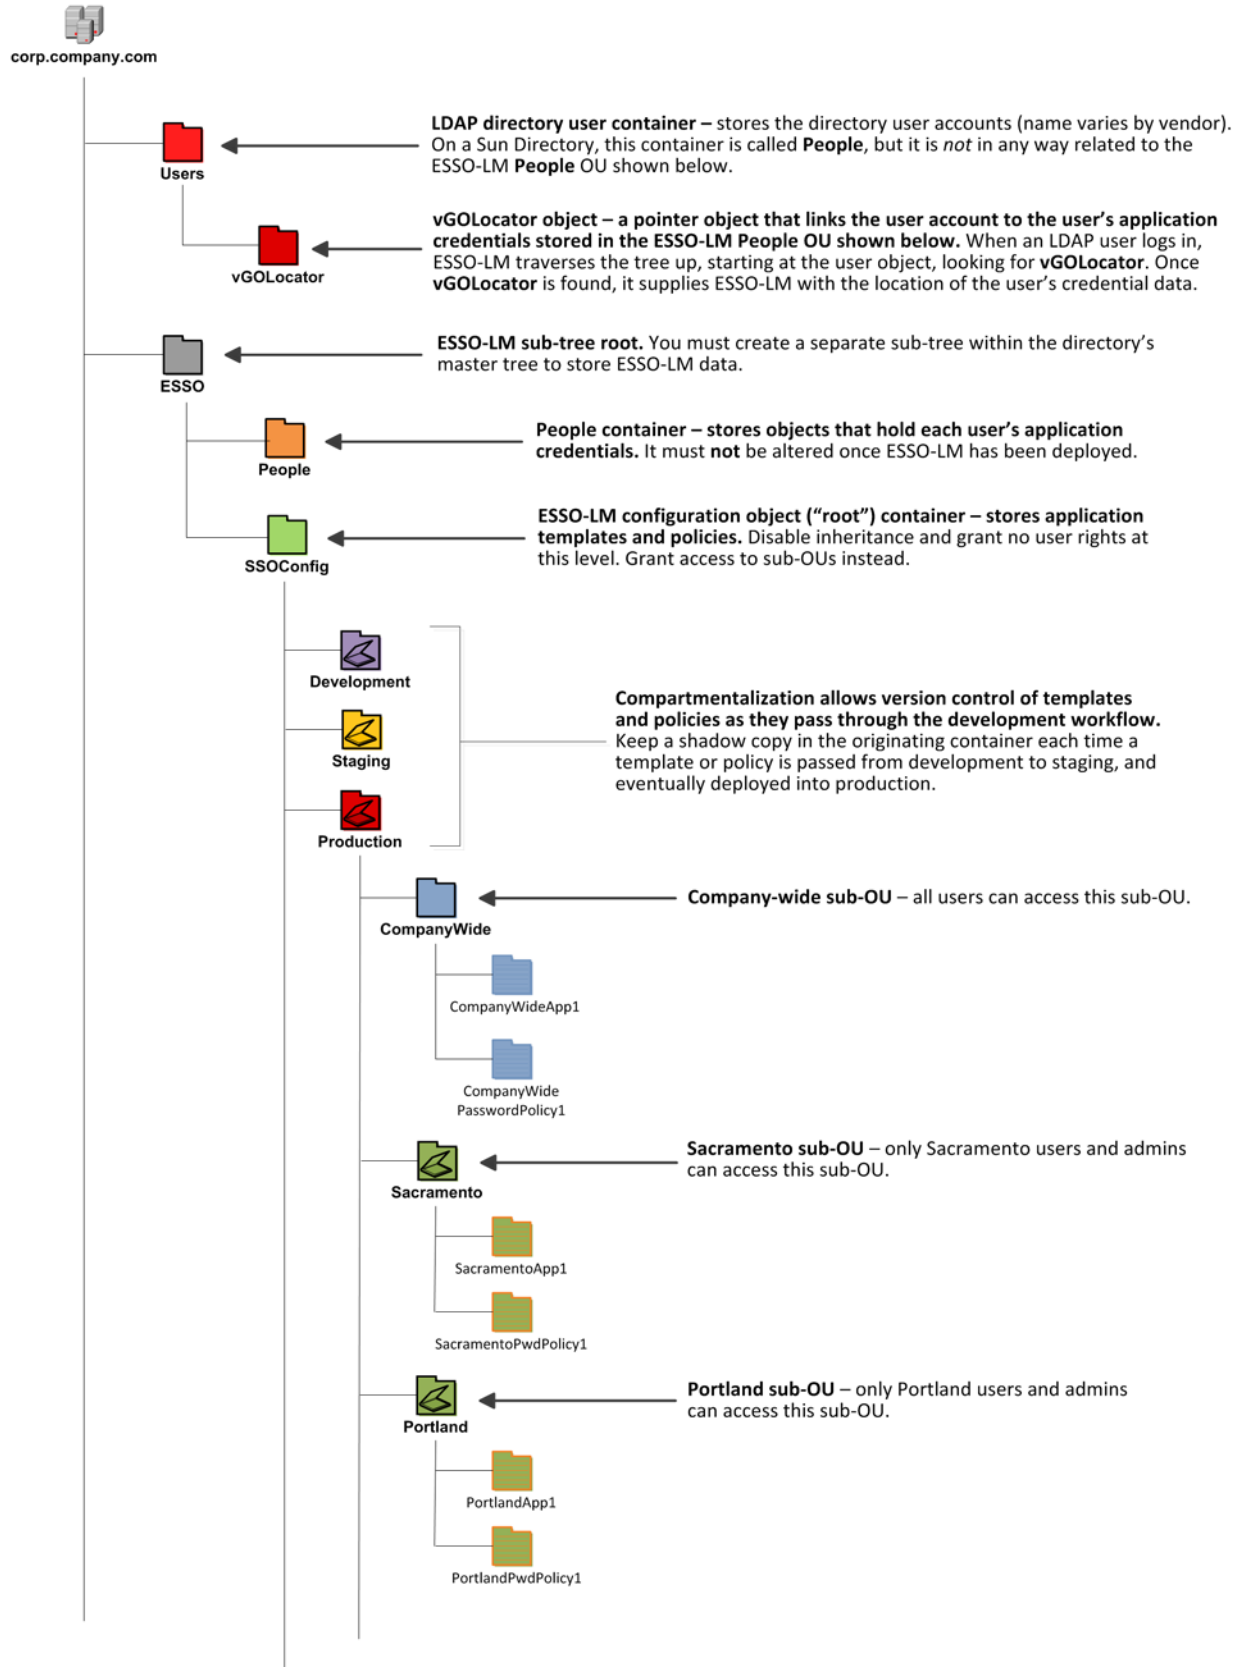 corp.company.com
LDAP directory user container – stores the directory user accounts (name varies by vendor).
On a Sun Directory, this container is called People, but it is not in any way related to the
ESSO-LM People OU shown below.
Users
vGOLocator object – a pointer object that links the user account to the user’s application
credentials stored in the ESSO-LM People OU shown below. When an LDAP user logs in,
ESSO-LM traverses the tree up, starting at the user object, looking for vGOLocator. Once
vGOLocator is found, it supplies ESSO-LM with the location of the user’s credential data.
vGOLocator
ESSO-LM sub-tree root. You must create a separate sub-tree within the directory’s
master tree to store ESSO-LM data.
ESSO
People container – stores objects that hold each user’s application
credentials. It must not be altered once ESSO-LM has been deployed.
People
ESSO-LM configuration object (“root”) container – stores application
templates and policies. Disable inheritance and grant no user rights at
this level. Grant access to sub-OUs instead.
SSOConfig
Development
Compartmentalization allows version control of templates
and policies as they pass through the development workflow.
Keep a shadow copy in the originating container each time a
template or policy is passed from development to staging, and
eventually deployed into production.
Staging
Production
Company-wide sub-OU – all users can access this sub-OU.
CompanyWide
CompanyWideApp1
CompanyWide
PasswordPolicy1
Sacramento sub-OU – only Sacramento users and admins
can access this sub-OU.
Sacramento
SacramentoApp1
SacramentoPwdPolicy1
Portland sub-OU – only Portland users and admins
can access this sub-OU.
Portland
PortlandApp1
PortlandPwdPolicy1